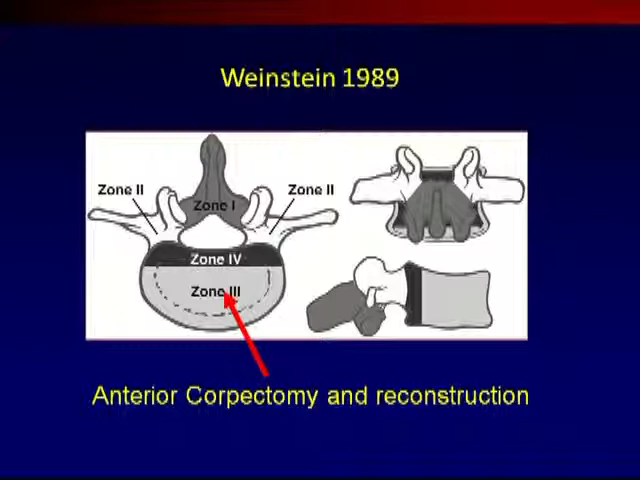 Weinstein 1989
Zone II
Zone II
Zone I
Zone IV
Zone III
Anterior Corpectomy and reconstruction